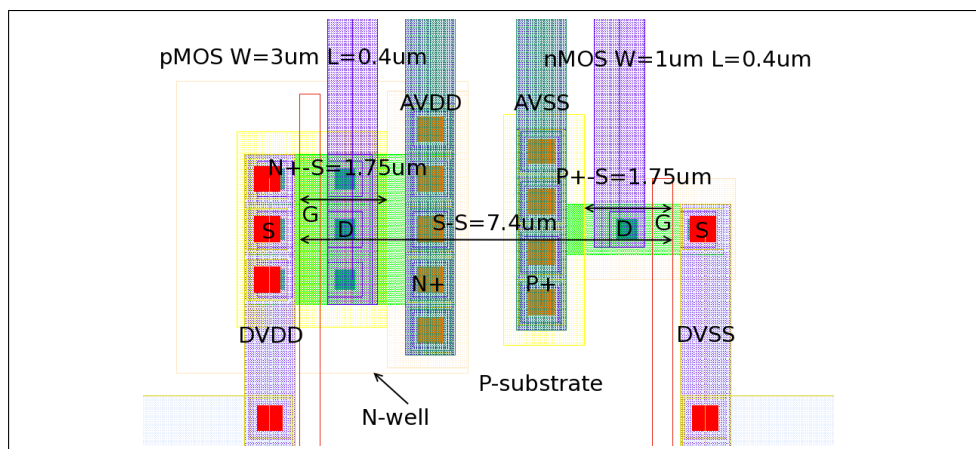 pMOS W=3um L=0.4um
nMOS W=1um L=0.4um
AVDD
AVSS
N+-S=1.75um
P+-S=1.75um
G
S-S=7.4um
G
S
D
D
S
N+
P+
DVDD
DVSS
P-substrate
N-well